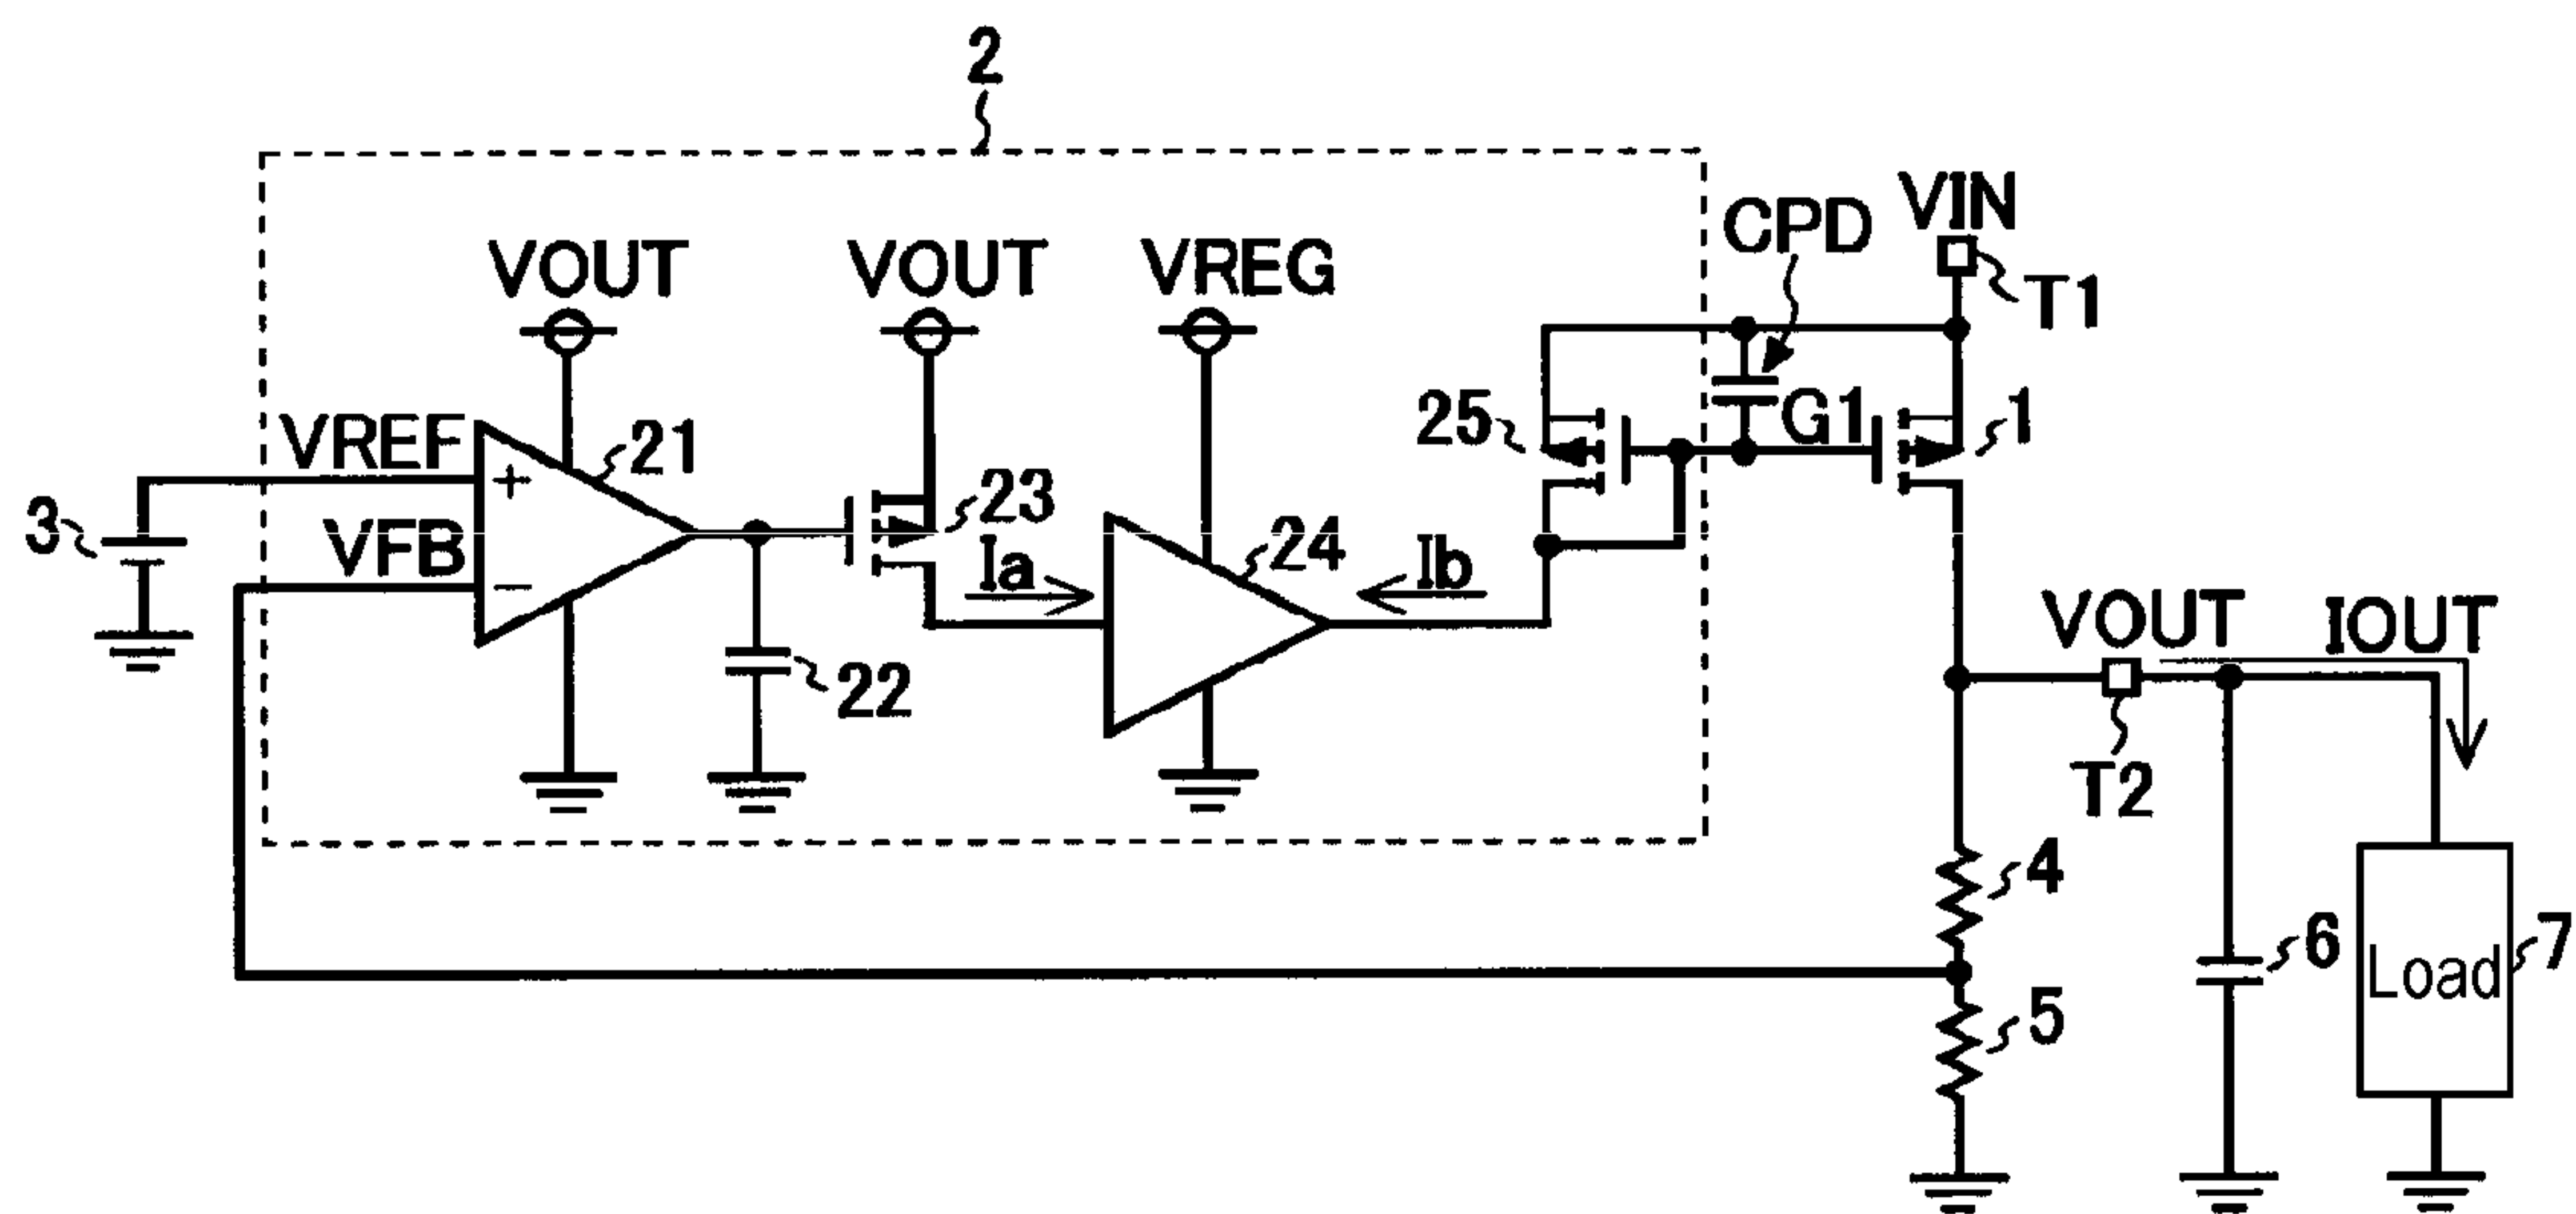 2
VOUT
VOUT
VREG
CPD
VIN
T1
VREF
21
+
23
24
25
G1
1
3
VFB
−
Ia
Ib
22
VOUT
IOUT
T2
4
6
Load
7
5